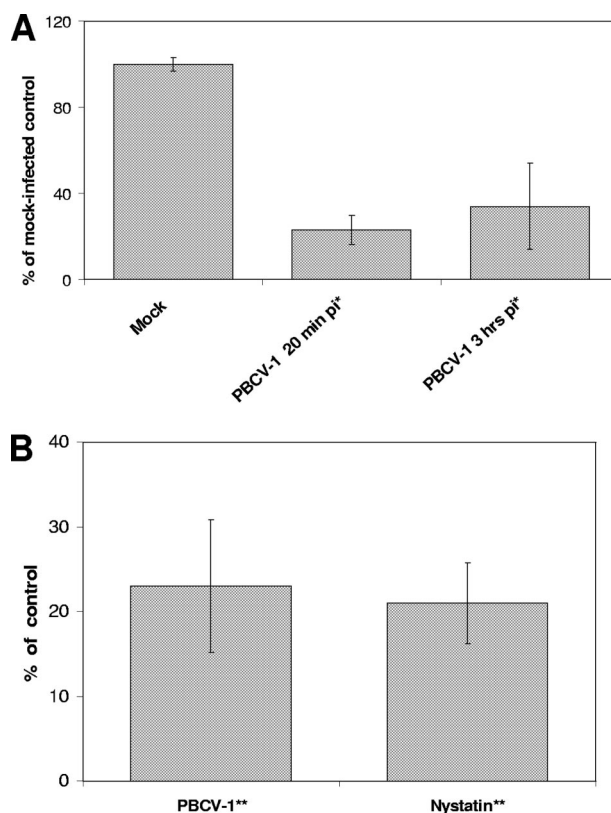 A
% of mock-infected control
120
80
40
0
Mock
PBCV-1 20 min pi*
PBCV-1 3 hrs pi*
B
% of control
40
30
20
10
0
PBCV-1**
Nystatin**